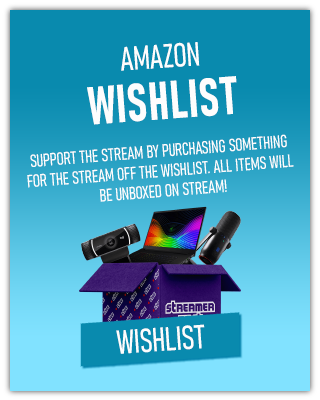 AMAZON
WISHLIST
SUPPORT THE STREAM BY PURCHASING SOMETHING
FOR THE STREAM OFF THE WISHLIST. ALL ITEMS WILL
BE UNBOXED ON STREAM!
STREAMER
WISHLIST